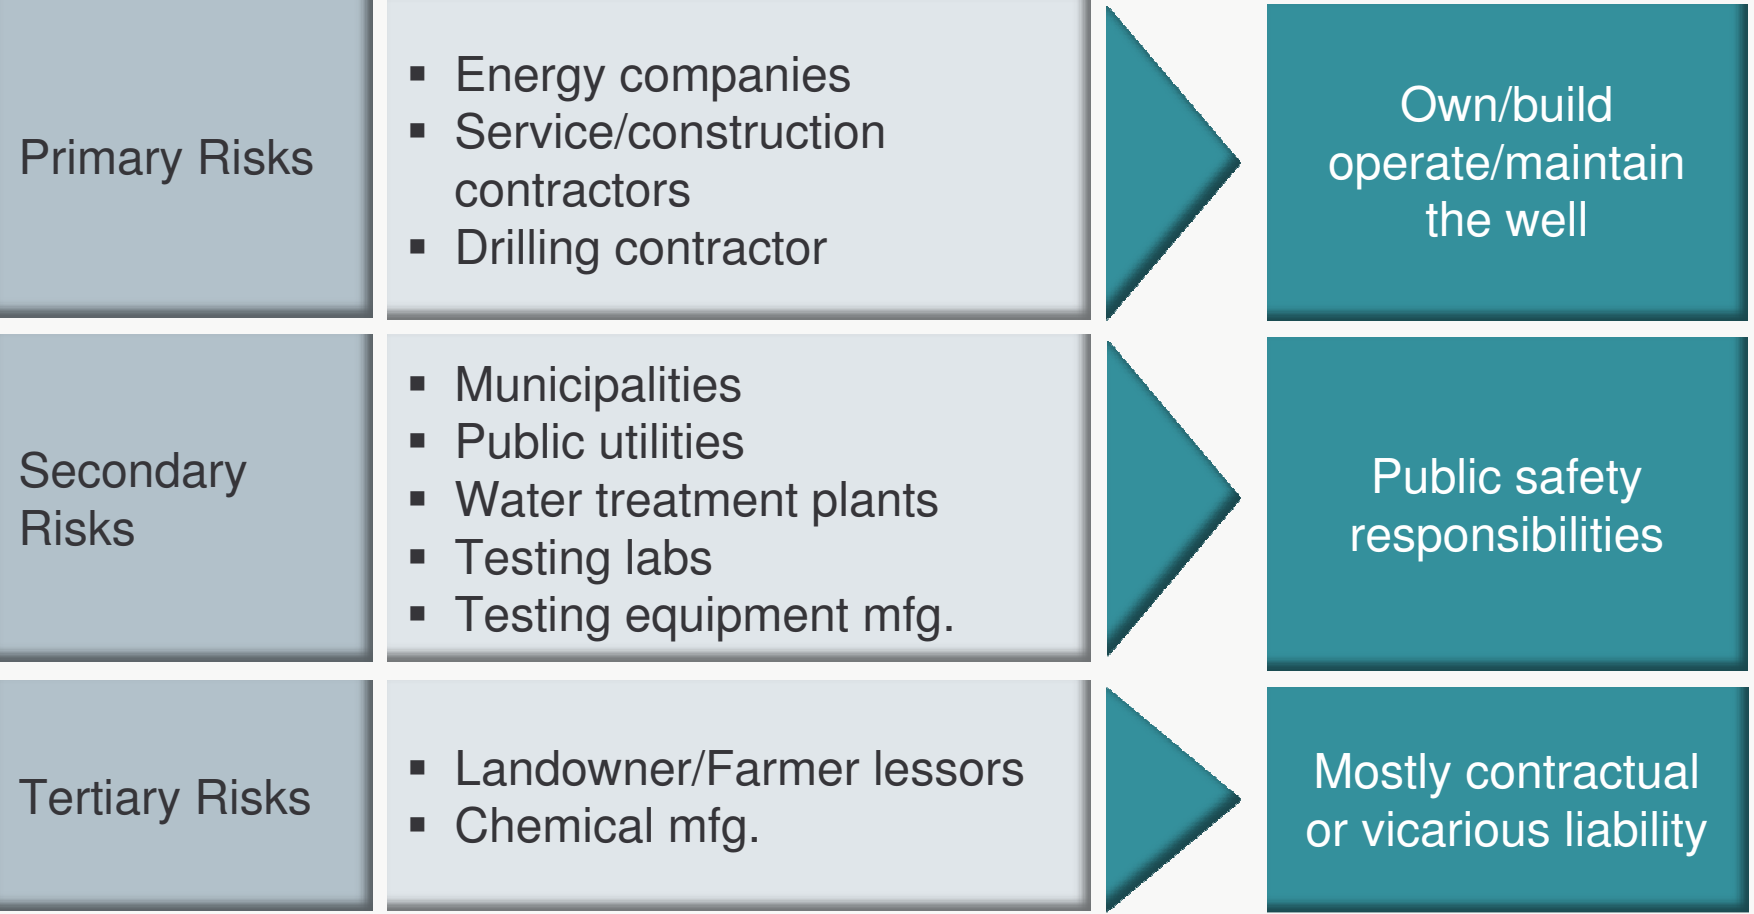 Primary Risks
▪ Energy companies
▪ Service/construction
contractors
▪ Drilling contractor
Own/build
operate/maintain
the well
Secondary
Risks
▪ Municipalities
▪ Public utilities
▪ Water treatment plants
▪ Testing labs
▪ Testing equipment mfg.
Public safety
responsibilities
Tertiary Risks
▪ Landowner/Farmer lessors
▪ Chemical mfg.
Mostly contractual
or vicarious liability